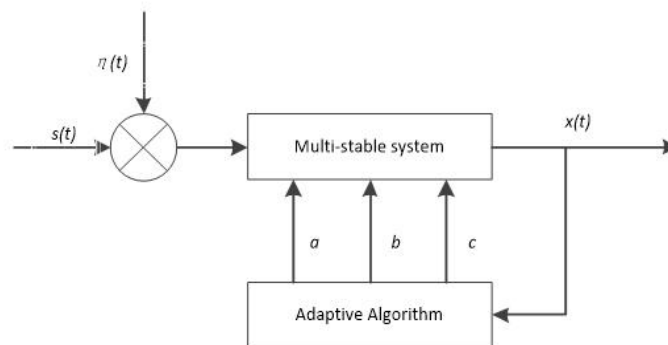 η(t)
s(t)
Multi-stable system
x(t)
a
b
c
Adaptive Algorithm